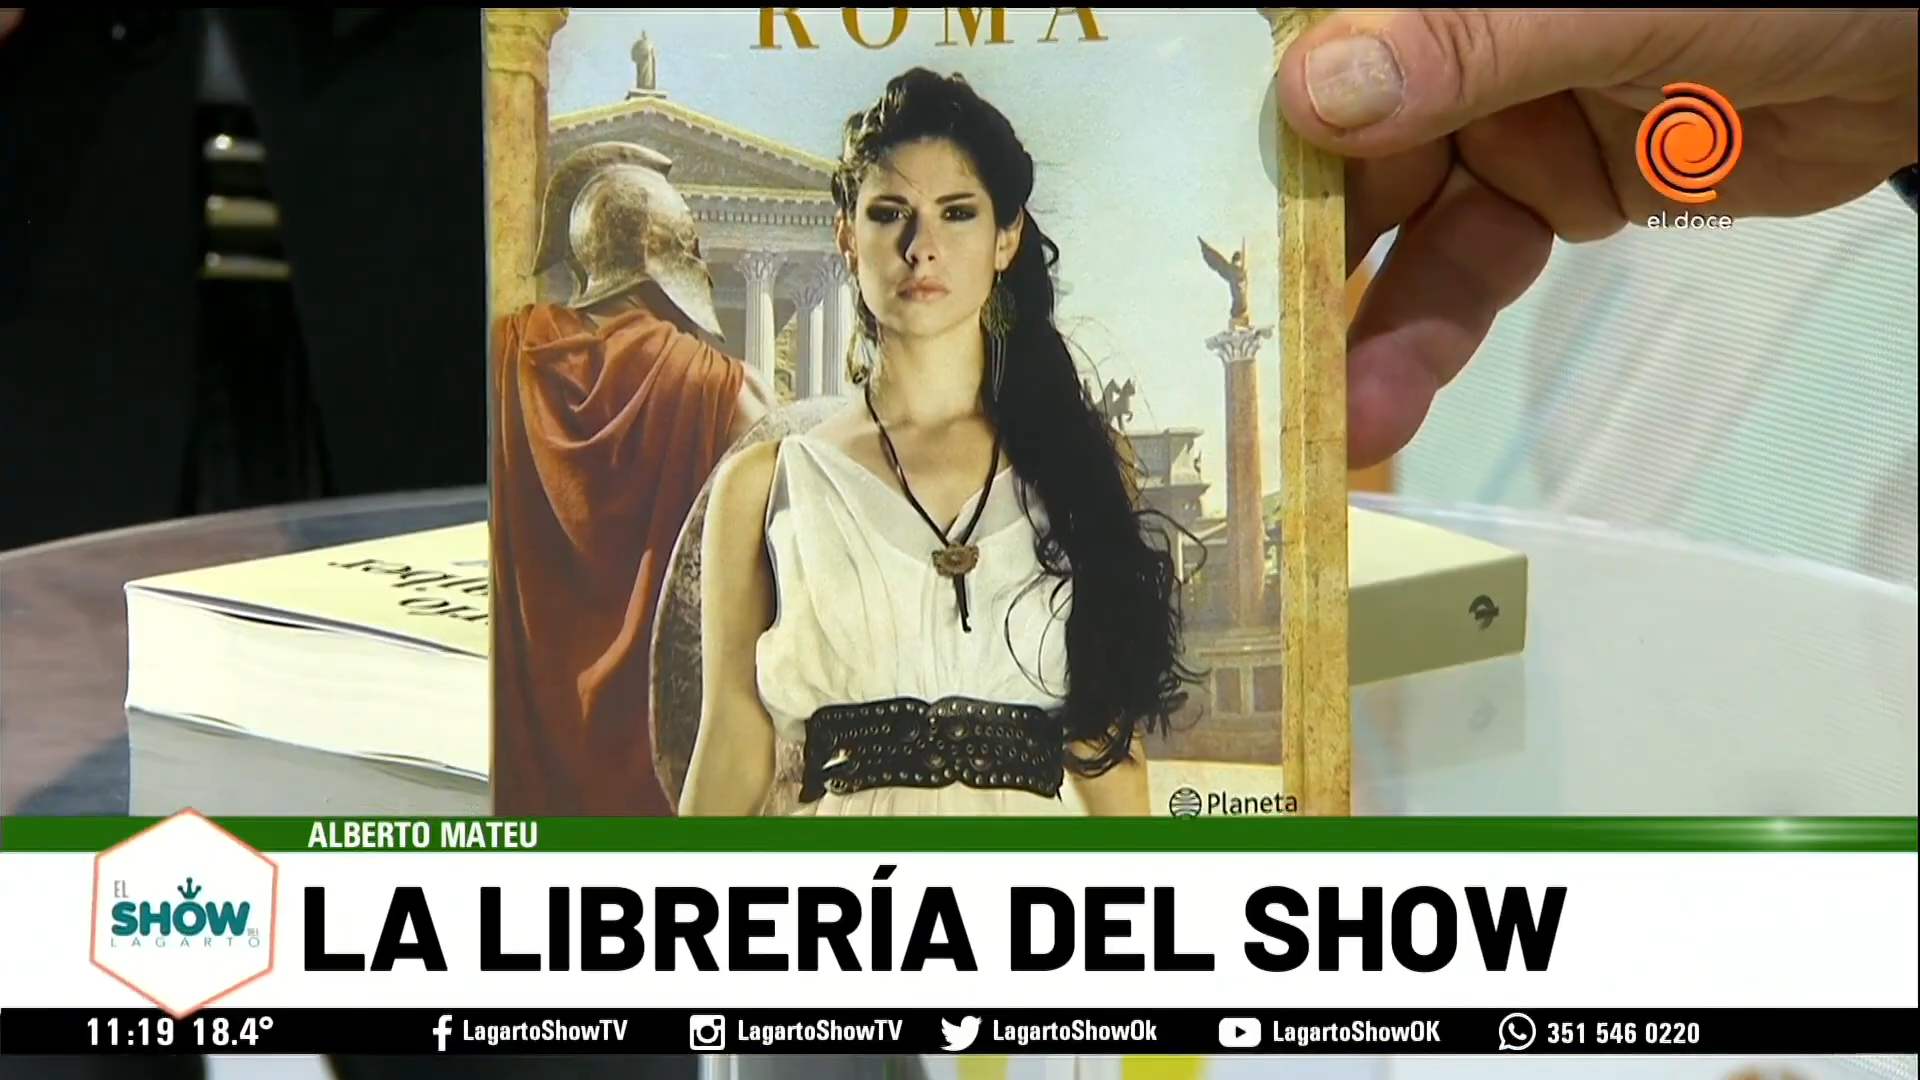 ROMA
el doce
Planeta
ALBERTO MATEU
LA LIBRERÍA DEL SHOW
EL
SHOW
DEL
LAGARTO
11:19 18.4°
LagartoShowTV
LagartoShowTV
LagartoShowOk
LagartoShowOK
351 546 0220